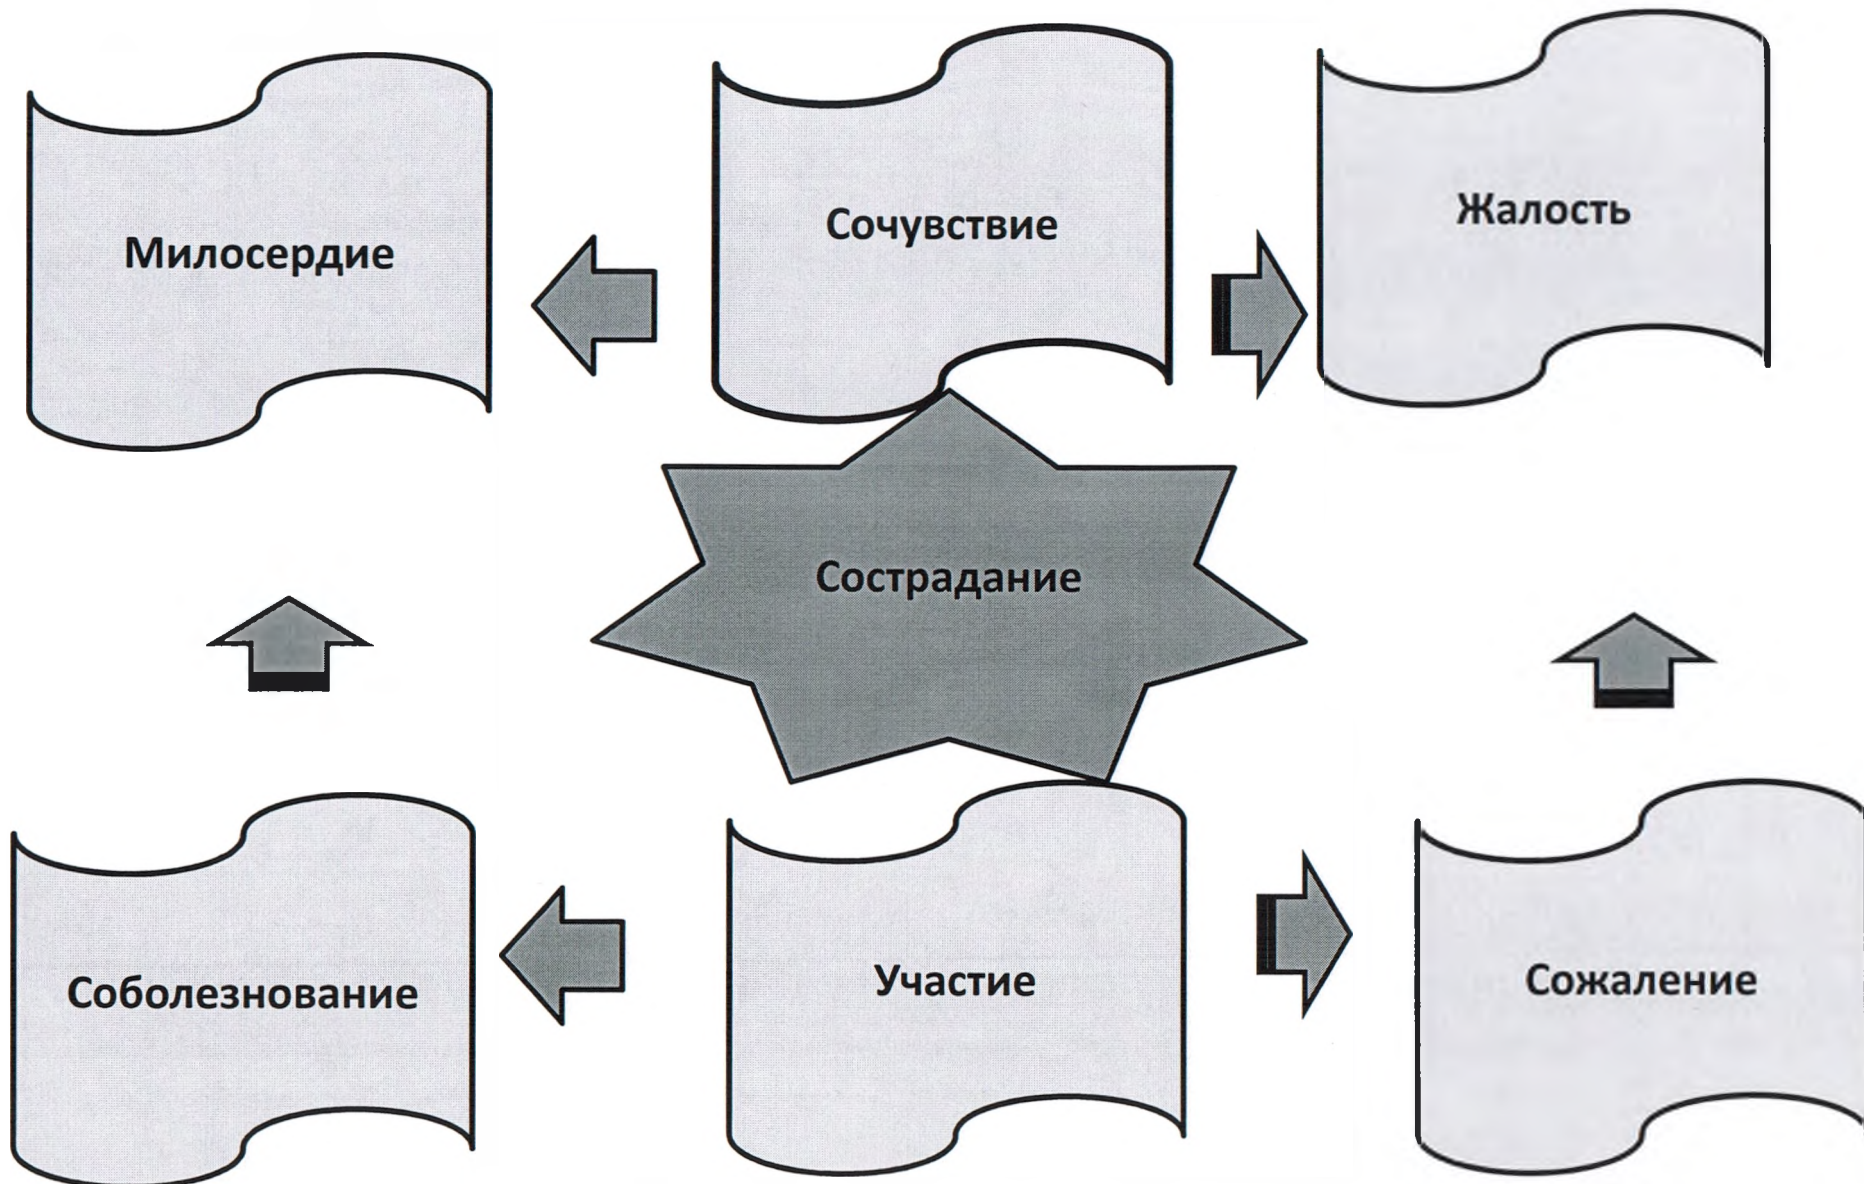 Милосердие
Сочувствие
Жалость
Сострадание
Соболезнование
Участие
Сожаление